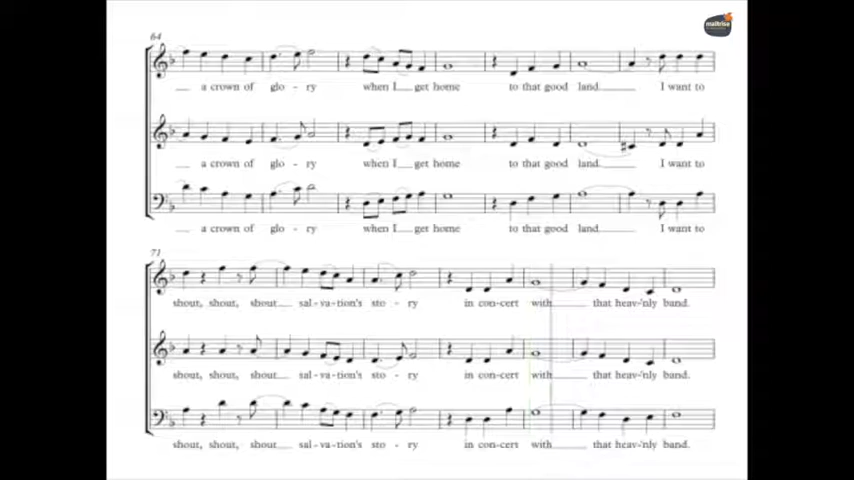 maîtrise
64
a crown of glo - ry when I get home to that good land I want to
a crown of glo - ry when I get home to that good land I want to
a crown of glo - ry when I get home to that good land I want to
71
shout, shout, shout sal-va-tion's sto - ry in con-cert with that heav-'nly band.
shout, shout, shout sal-va-tion's sto - ry in con-cert with that heav-'nly band.
shout, shout, shout sal-va-tion's sto - ry in con-cert with that heav-'nly band.